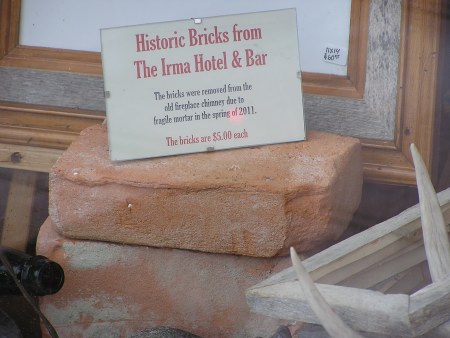 Historic Bricks from
The Irma Hotel & Bar
The bricks were removed from the
old fireplace chimney due to
fragile mortar in the spring of 2011.
The bricks are $5.00 each
11x14